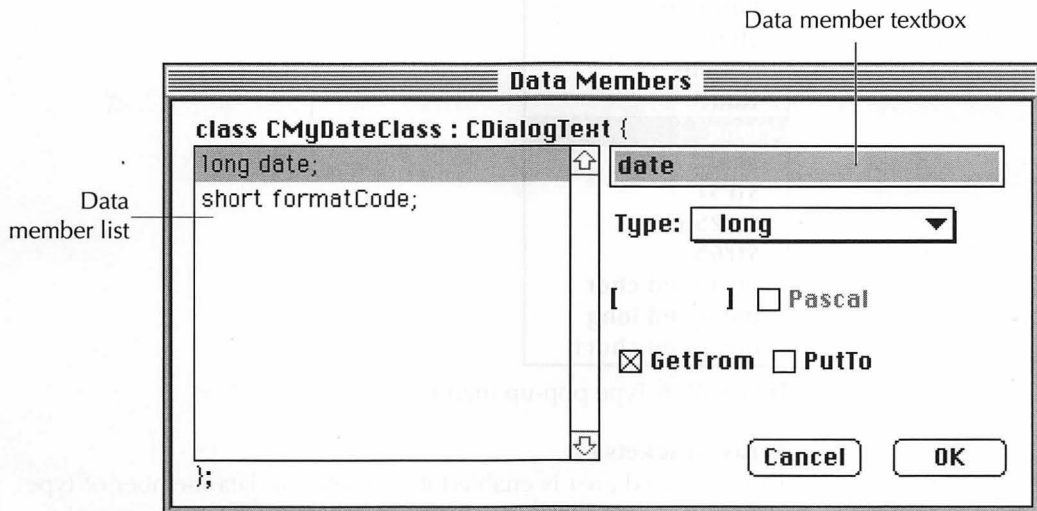 Data member textbox
Data Members
class CMyDateClass : CDialogText {
long date;
short formatCode;
};
Data
member list
date
Type: long
[ ] Pascal
GetFrom PutTo
Cancel OK